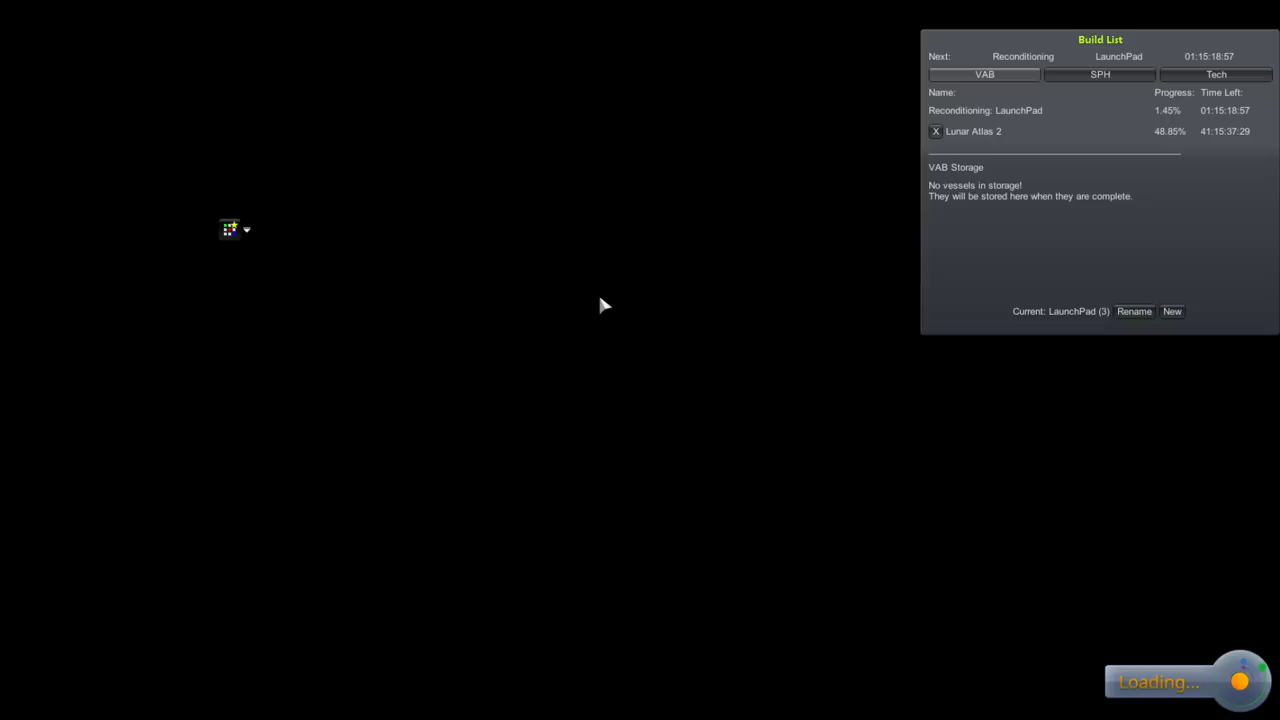 Build List
Next: Reconditioning LaunchPad 01:15:18:57
VAB SPH Tech
Name: Progress: Time Left:
Reconditioning: LaunchPad 1.45% 01:15:18:57
X Lunar Atlas 2 48.85% 41:15:37:29
VAB Storage
No vessels in storage!
They will be stored here when they are complete.
Current: LaunchPad (3) Rename New
Loading...